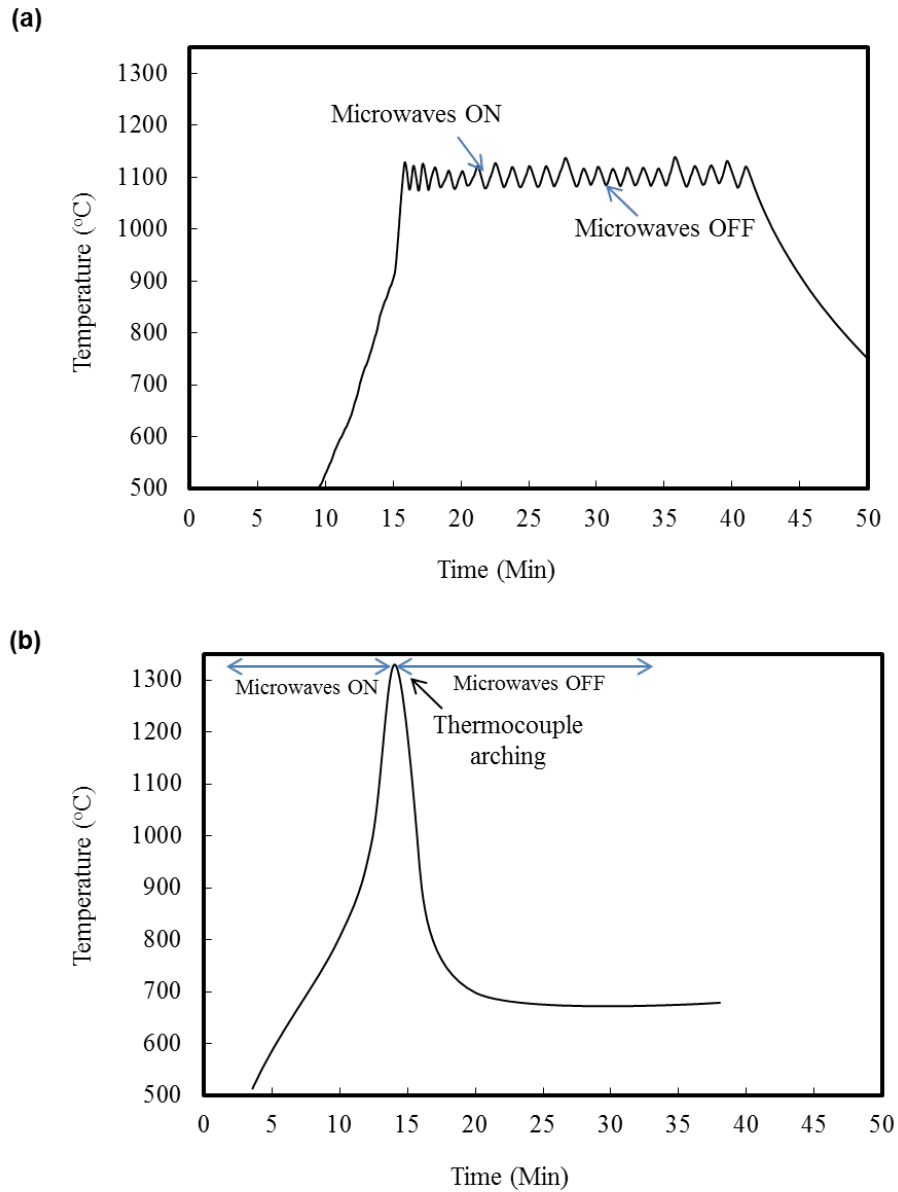 (a)
1300
1200
1100
1000
900
800
700
600
500
Temperature (°C)
Microwaves ON
Microwaves OFF
0 5 10 15 20 25 30 35 40 45 50
Time (Min)
(b)
1300
1200
1100
1000
900
800
700
600
500
Temperature (°C)
Microwaves ON
Microwaves OFF
Thermocouple
arching
0 5 10 15 20 25 30 35 40 45 50
Time (Min)